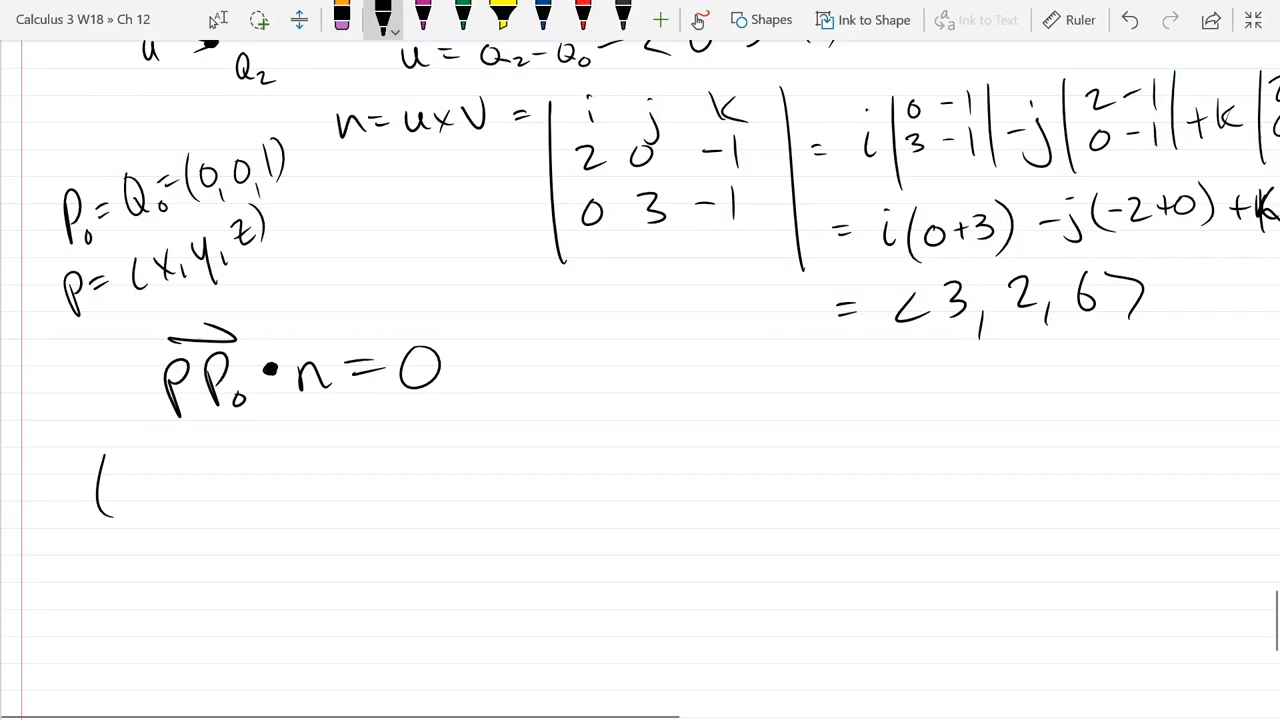 Calculus 3 W18 » Ch 12
Shapes
Ink to Shape
Ink to Text
Ruler
u
Q₂
u = Q₂ - Q₀ =
n = u x v = | i j k | = i |0 -1| - j |2 -1| + k
| 2 0 -1 | |3 -1| |0 -1|
| 0 3 -1 |
P₀ = Q₀ = (0, 0, 1)
= i(0+3) - j(-2+0) + k
P = (x, y, z)
= <3, 2, 6>
PP₀ • n = 0
(